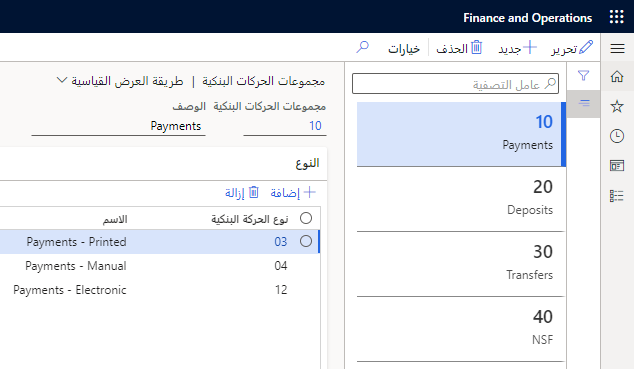 Finance and Operations
تحرير
جديد
الحذف
خيارات
عامل التصفية
10
Payments
20
Deposits
30
Transfers
40
NSF
مجموعات الحركات البنكية | طريقة العرض القياسية
مجموعات الحركات البنكية الوصف
10 Payments
النوع
إضافة إزالة
نوع الحركة البنكية الاسم
03 Payments - Printed
04 Payments - Manual
12 Payments - Electronic